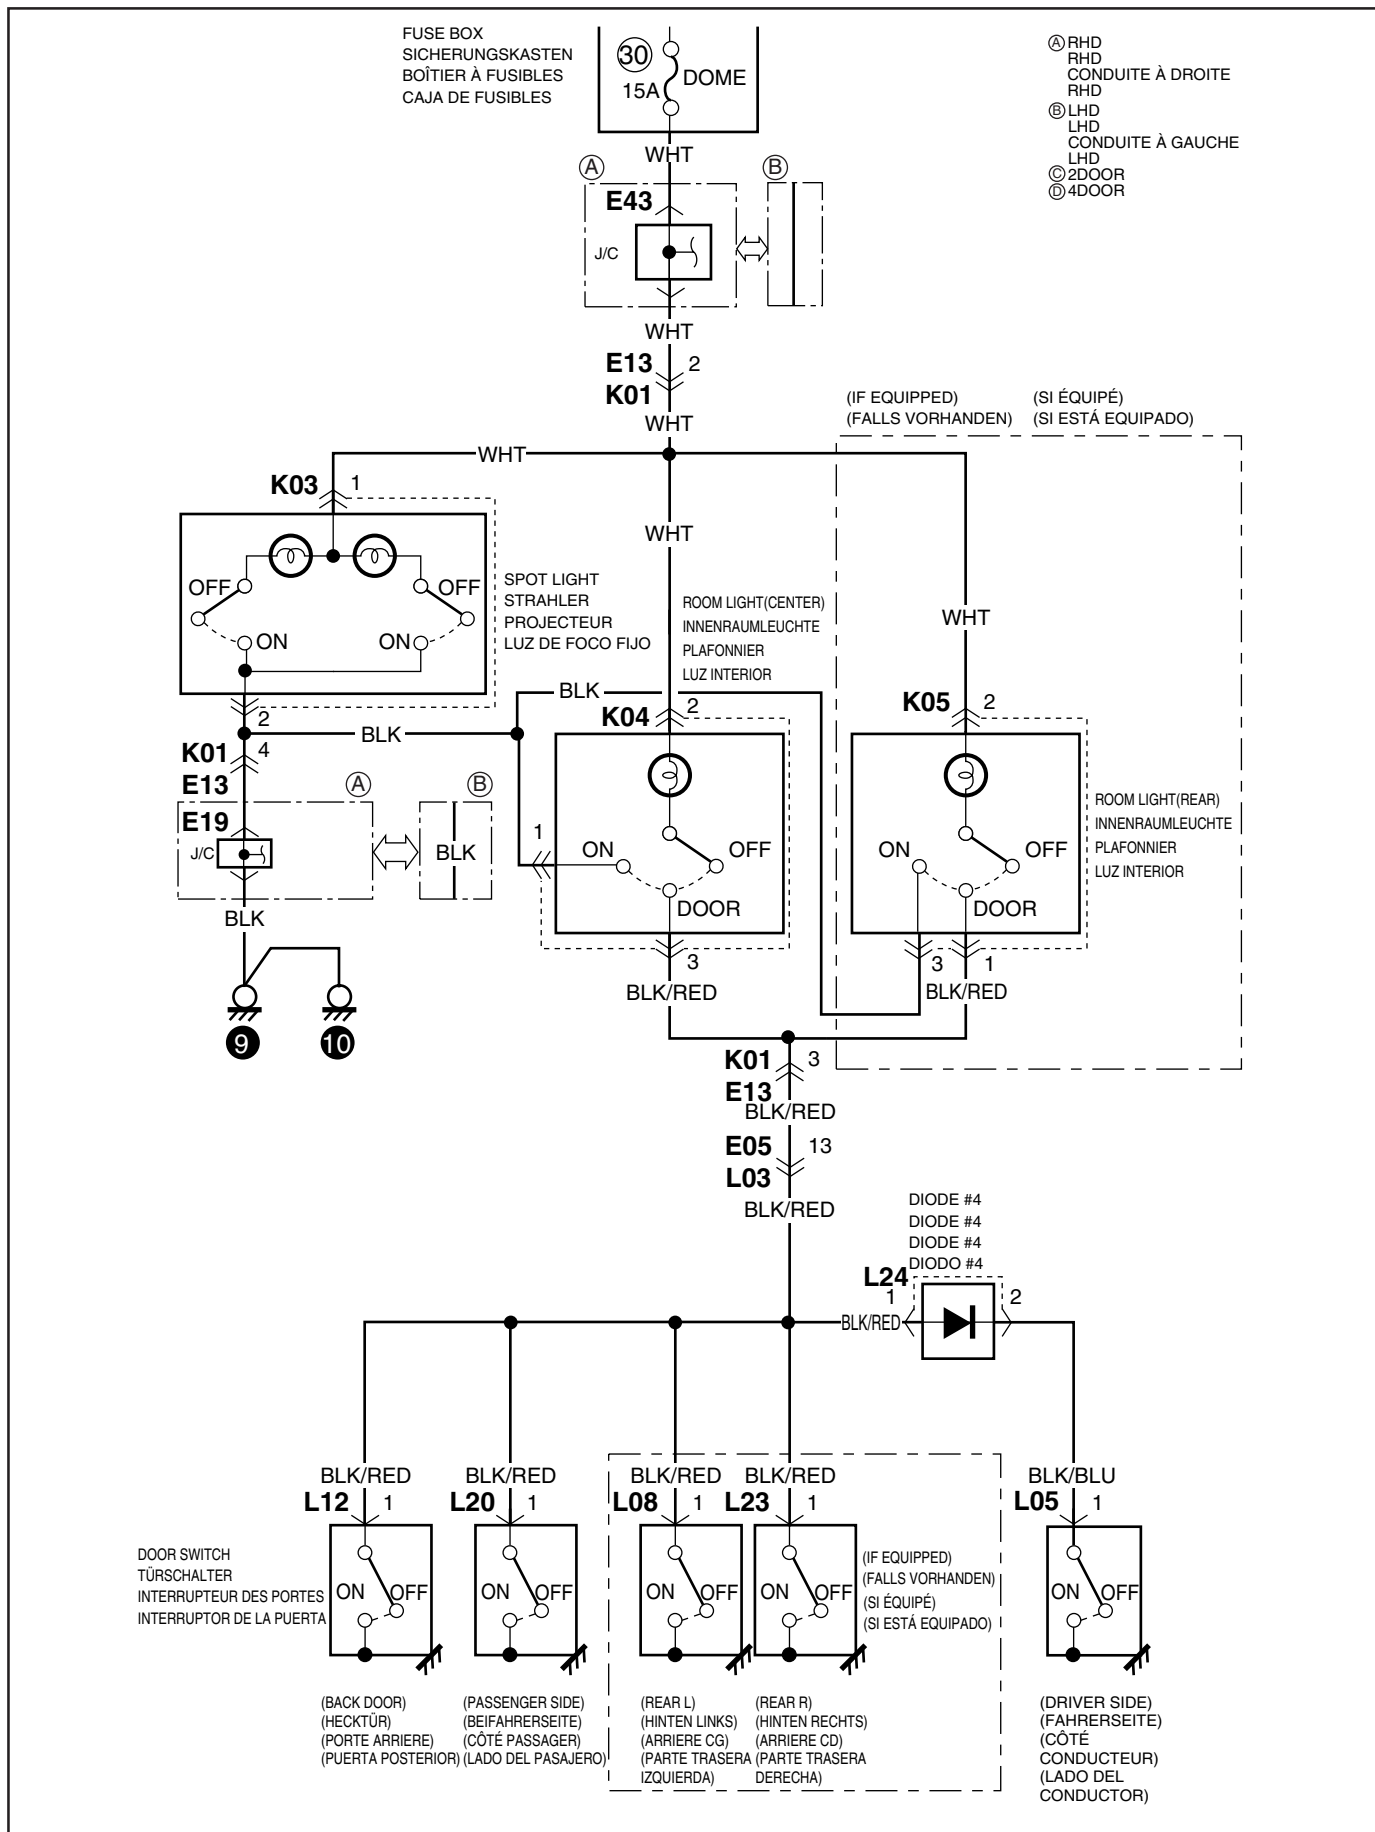 FUSE BOX
SICHERUNGSKASTEN
BOÎTIER À FUSIBLES
CAJA DE FUSIBLES
30
15A
DOME
A RHD
RHD
CONDUITE À DROITE
RHD
B LHD
LHD
CONDUITE À GAUCHE
LHD
C 2DOOR
D 4DOOR
WHT
A
B
E43
J/C
WHT
E13 2
K01
WHT
(IF EQUIPPED) (SI ÉQUIPÉ)
(FALLS VORHANDEN) (SI ESTÁ EQUIPADO)
WHT
K03 1
WHT
OFF OFF
ON ON
SPOT LIGHT
STRAHLER
PROJECTEUR
LUZ DE FOCO FIJO
ROOM LIGHT(CENTER)
INNENRAUMLEUCHTE
PLAFONNIER
LUZ INTERIOR
WHT
BLK
K04 2
K05 2
2
BLK
K01 4
E13
A
B
E19
J/C
BLK
BLK
9
10
1
ON OFF
DOOR
3
BLK/RED
ON OFF
DOOR
3 1
BLK/RED
ROOM LIGHT(REAR)
INNENRAUMLEUCHTE
PLAFONNIER
LUZ INTERIOR
K01 3
E13
BLK/RED
E05 13
L03
BLK/RED
DIODE #4
DIODE #4
DIODE #4
DIODO #4
L24
1 2
BLK/RED
BLK/RED BLK/RED BLK/RED BLK/RED BLK/BLU
L12 1 L20 1 L08 1 L23 1 L05 1
DOOR SWITCH
TÜRSCHALTER
INTERRUPTEUR DES PORTES
INTERRUPTOR DE LA PUERTA
ON OFF ON OFF ON OFF ON OFF ON OFF
(IF EQUIPPED)
(FALLS VORHANDEN)
(SI ÉQUIPÉ)
(SI ESTÁ EQUIPADO)
(BACK DOOR)
(HECKTÜR)
(PORTE ARRIERE)
(PUERTA POSTERIOR)
(PASSENGER SIDE)
(BEIFAHRERSEITE)
(CÔTÉ PASSAGER)
(LADO DEL PASAJERO)
(REAR L)
(HINTEN LINKS)
(ARRIERE CG)
(PARTE TRASERA
IZQUIERDA)
(REAR R)
(HINTEN RECHTS)
(ARRIERE CD)
(PARTE TRASERA
DERECHA)
(DRIVER SIDE)
(FAHRERSEITE)
(CÔTÉ
CONDUCTEUR)
(LADO DEL
CONDUCTOR)